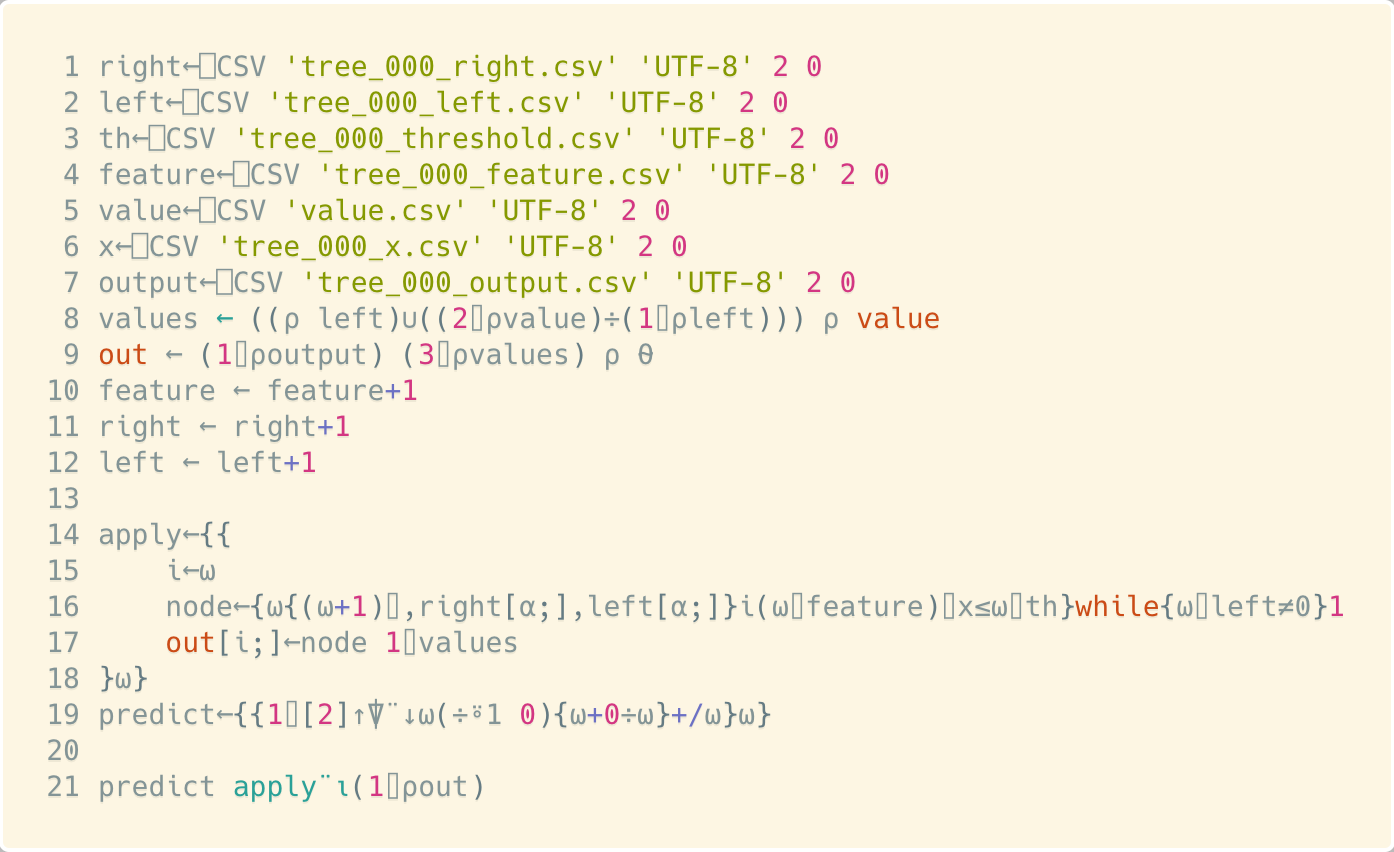 1 right←⎕CSV 'tree_000_right.csv' 'UTF-8' 2 0
2 left←⎕CSV 'tree_000_left.csv' 'UTF-8' 2 0
3 th←⎕CSV 'tree_000_threshold.csv' 'UTF-8' 2 0
4 feature←⎕CSV 'tree_000_feature.csv' 'UTF-8' 2 0
5 value←⎕CSV 'value.csv' 'UTF-8' 2 0
6 x←⎕CSV 'tree_000_x.csv' 'UTF-8' 2 0
7 output←⎕CSV 'tree_000_output.csv' 'UTF-8' 2 0
8 values ← ((⍴ left)∪((2⌷⍴value)÷(1⌷⍴left))) ⍴ value
9 out ← (1⌷⍴output) (3⌷⍴values) ⍴ ⍬
10 feature ← feature+1
11 right ← right+1
12 left ← left+1
13
14 apply←{{
15     i←⍵
16     node←{⍵{(⍵+1)⌷,right[⍺;],left[⍺;]}i(⍵⌷feature)⌷x≤⍵⌷th}while{⍵⌷left≠0}1
17     out[i;]←node 1⌷values
18 }⍵}
19 predict←{{1⌷[2]↑⍒¨↓⍵(÷⍤1 0){⍵+0÷⍵}+/⍵}⍵}
20
21 predict apply¨⍳(1⌷⍴out)